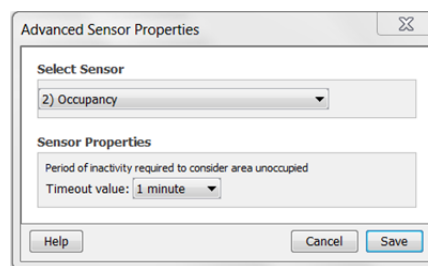 Advanced Sensor Properties
Select Sensor
2) Occupancy
Sensor Properties
Period of inactivity required to consider area unoccupied
Timeout value: 1 minute
Help Cancel Save